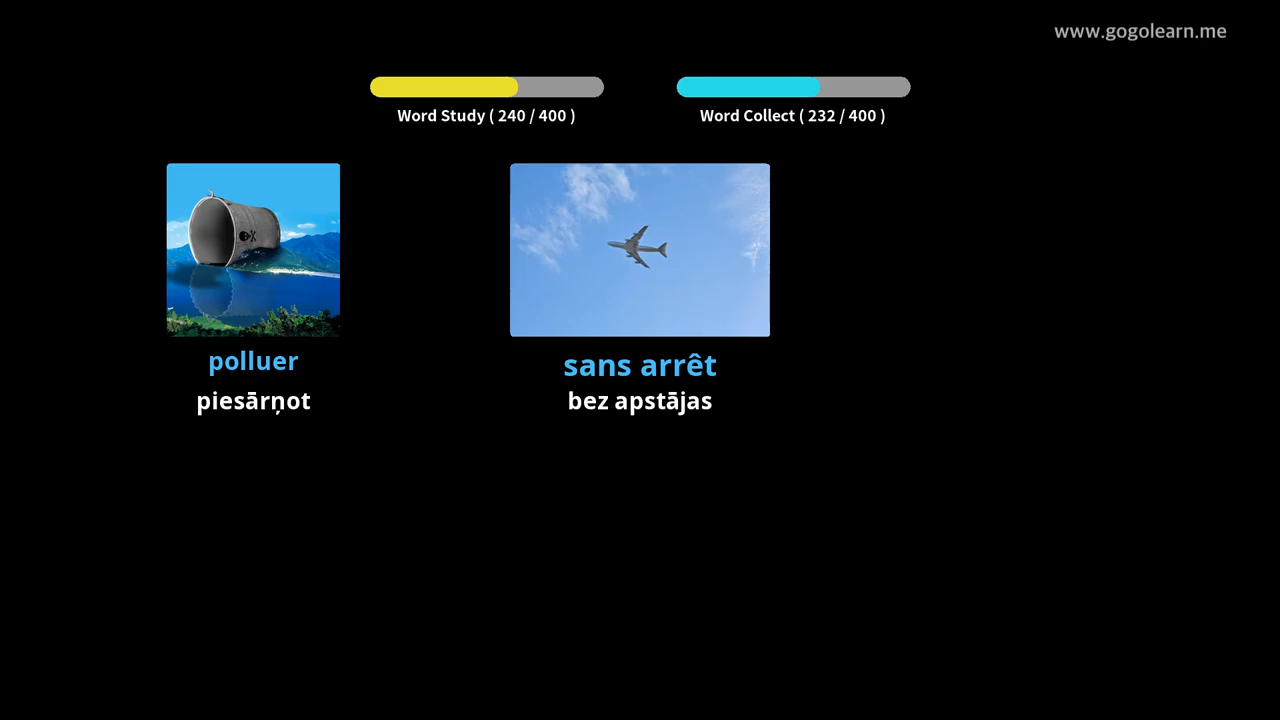 www.gogolearn.me
Word Study ( 240 / 400 )
Word Collect ( 232 / 400 )
polluer
piesārņot
sans arrêt
bez apstājas